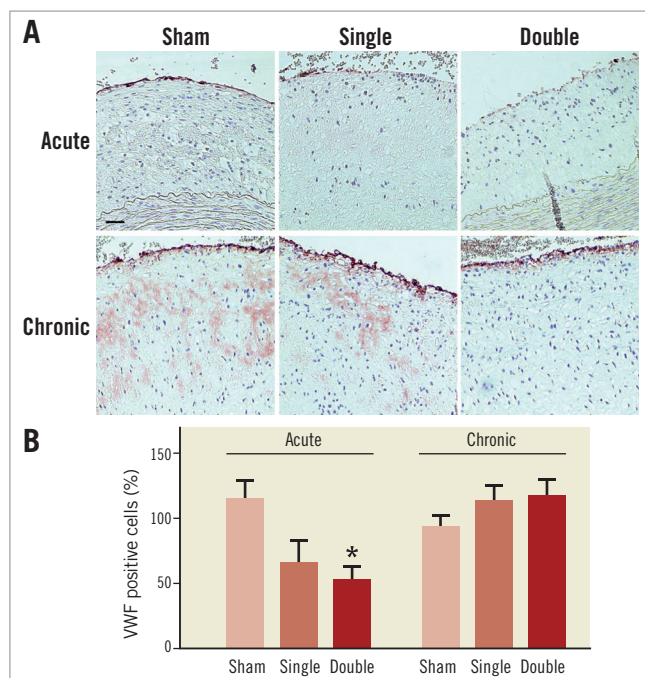 A
Sham Single Double
Acute
Chronic
B
Acute Chronic
VWF positive cells (%)
150
100
50
0
*
Sham Single Double Sham Single Double